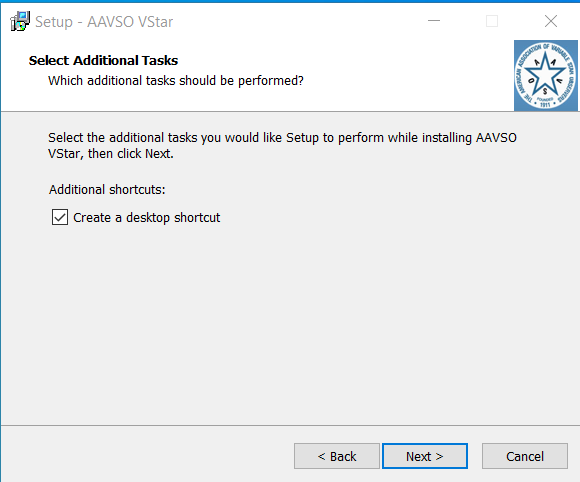 Setup - AAVSO VStar
Select Additional Tasks
Which additional tasks should be performed?
THE AMERICAN ASSOCIATION OF VARIABLE STAR OBSERVERS
A A V S O
FOUNDED
1911
Select the additional tasks you would like Setup to perform while installing AAVSO
VStar, then click Next.
Additional shortcuts:
Create a desktop shortcut
< Back
Next >
Cancel